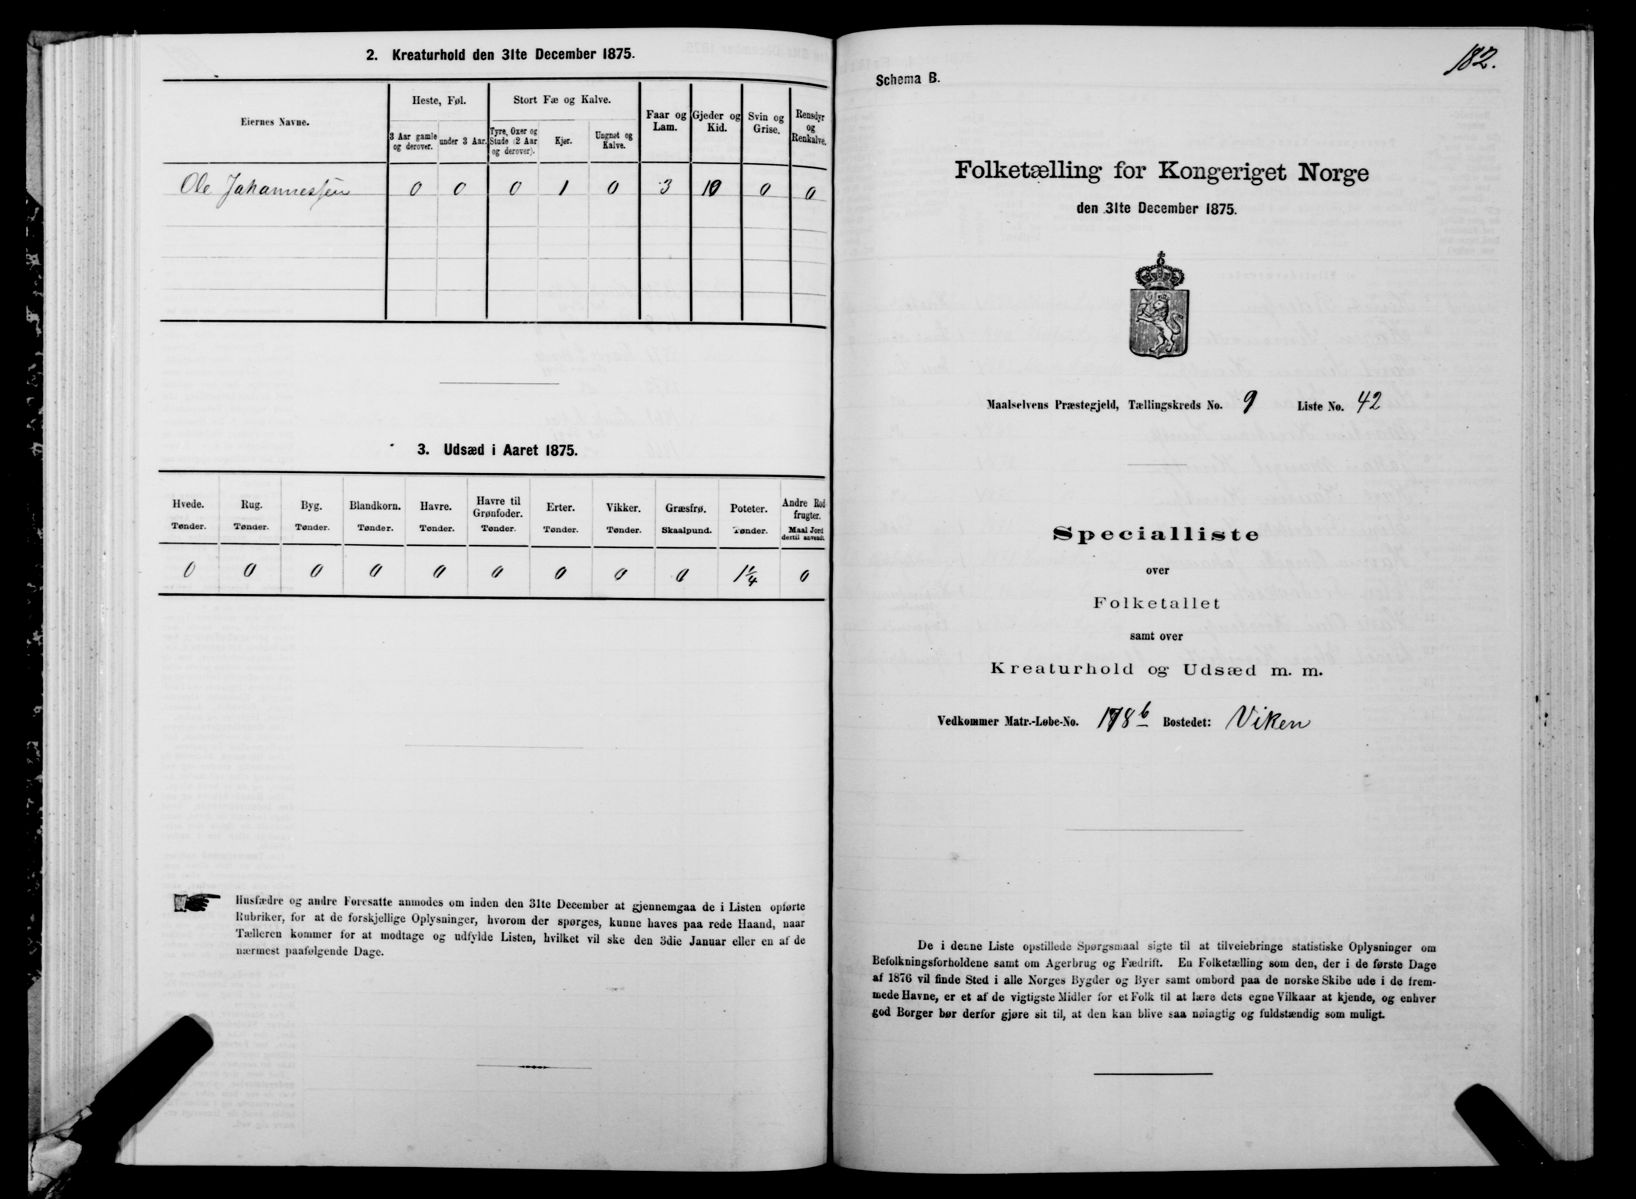 2. Kreaturhold den 31te December 1875.
Eiernes Navne.
Heste, Føl.
Stort Fæ og Kalve.
Faar og Lam.
Gjeder og Kid.
Svin og Grise.
Rensdyr og Renkalve.
3 Aar gamle og derover.
under 3 Aar.
Tyre, Oxer og Stude (2 Aar og derover).
Kjør.
Ungnøt og Kalve.
Ole Johannessen 0 0 0 1 0 3 10 0 0
3. Udsæd i Aaret 1875.
Hvede. Rug. Byg. Blandkorn. Havre. Havre til Grønfoder. Erter. Vikker. Græsfrø. Poteter. Andre Rodfrugter.
Tønder. Tønder. Tønder. Tønder. Tønder. Tønder. Tønder. Tønder. Skaalpund. Tønder. Maal Jord dertil anvendt.
0 0 0 0 0 0 0 0 0 1 1/4 0
Husfædre og andre Foresatte anmodes om inden den 31te December at gjennemgaa de i Listen opførte
Rubriker, for at de forskjellige Oplysninger, hvorom der spørges, kunne haves paa rede Haand, naar
Tælleren kommer for at modtage og udfylde Listen, hvilket vil ske den 3die Januar eller en af de
nærmest paafølgende Dage.
182.
Schema B.
Folketælling for Kongeriget Norge
den 31te December 1875.
Maalselvens Præstegjeld, Tællingskreds No. 9 Liste No. 42
Specialliste
over
Folketallet
samt over
Kreaturhold og Udsæd m. m.
Vedkommer Matr.-Løbe-No. 178b Bostedet: Viken
De i denne Liste opstillede Spørgsmaal sigte til at tilveiebringe statistiske Oplysninger om
Befolkningsforholdene samt om Agerbrug og Fædrift. En Folketælling som den, der i de første Dage
af 1876 vil finde Sted i alle Norges Bygder og Byer samt ombord paa de norske Skibe ude i de frem-
mede Havne, er et af de vigtigste Midler for et Folk til at lære dets egne Vilkaar at kjende, og enhver
god Borger bør derfor gjøre sit til, at den kan blive saa nøiagtig og fuldstændig som muligt.